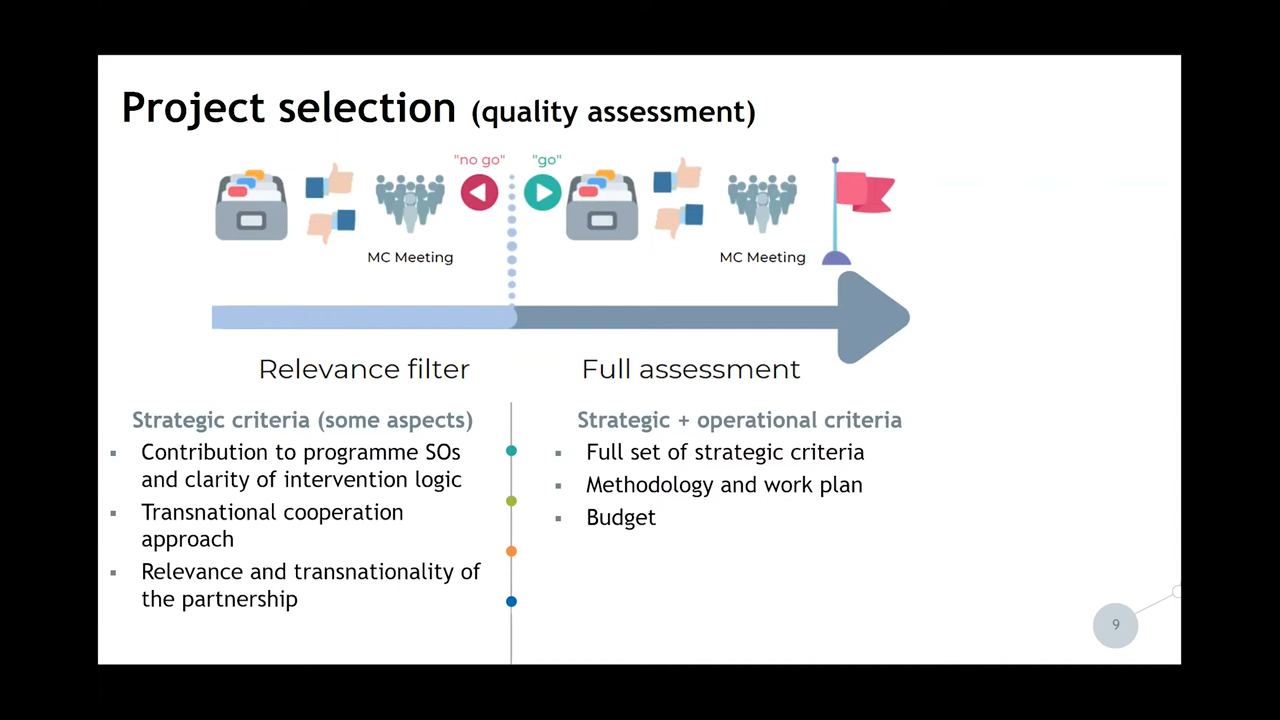 Project selection (quality assessment)
"no go" "go"
MC Meeting
MC Meeting
Relevance filter
Full assessment
Strategic criteria (some aspects)
▪ Contribution to programme SOs
and clarity of intervention logic
▪ Transnational cooperation
approach
▪ Relevance and transnationality of
the partnership
Strategic + operational criteria
▪ Full set of strategic criteria
▪ Methodology and work plan
▪ Budget
9